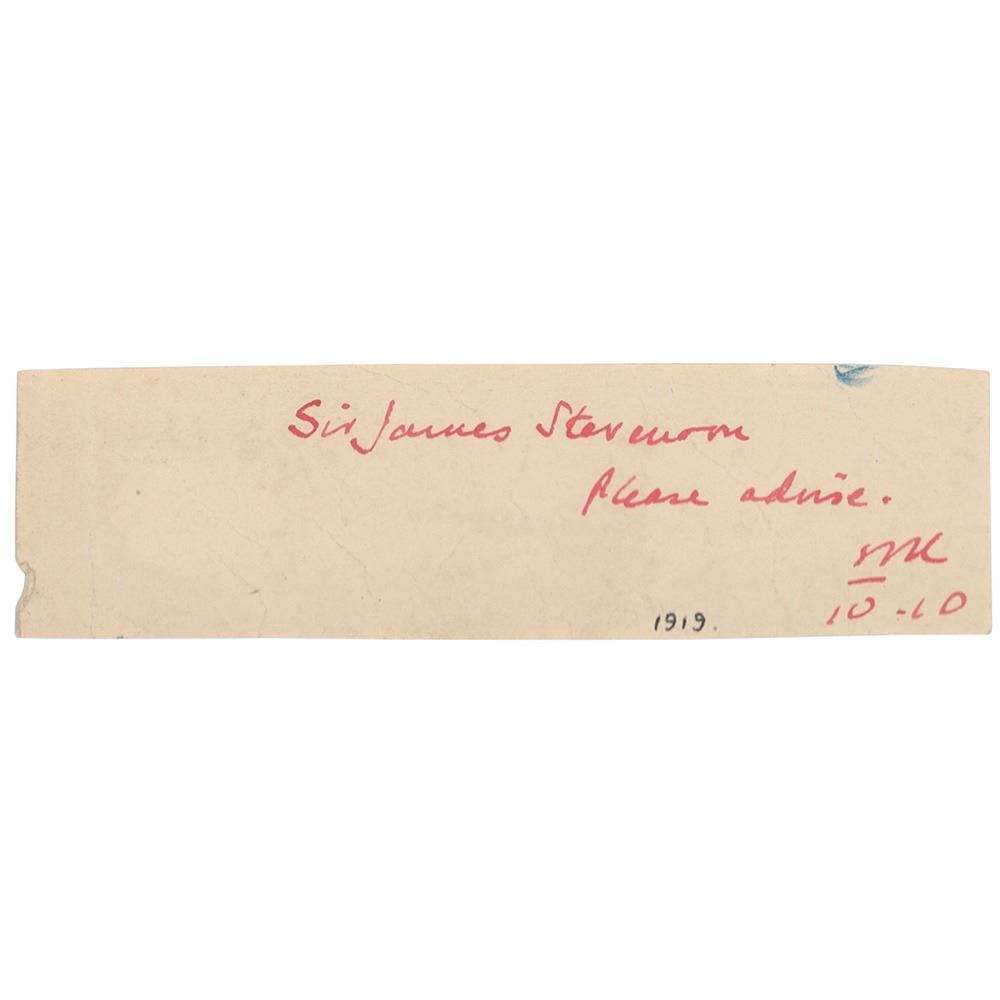 Sir James Stevenson
Please advise.
10-10
1919.